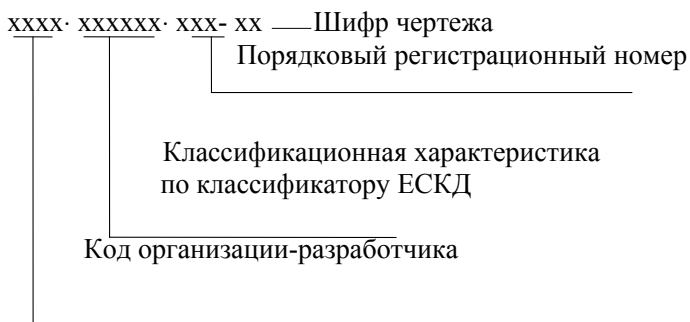 хххх· хххххх· ххх- хх Шифр чертежа
Порядковый регистрационный номер
Классификационная характеристика
по классификатору ЕСКД
Код организации-разработчика